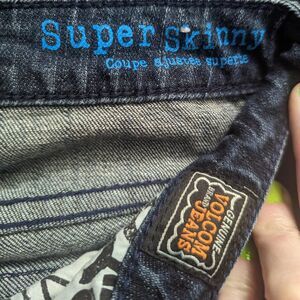 Super Skinny
Coupe ajustée superbe
GENUINE
BRAND
VOLCOM
JEANS